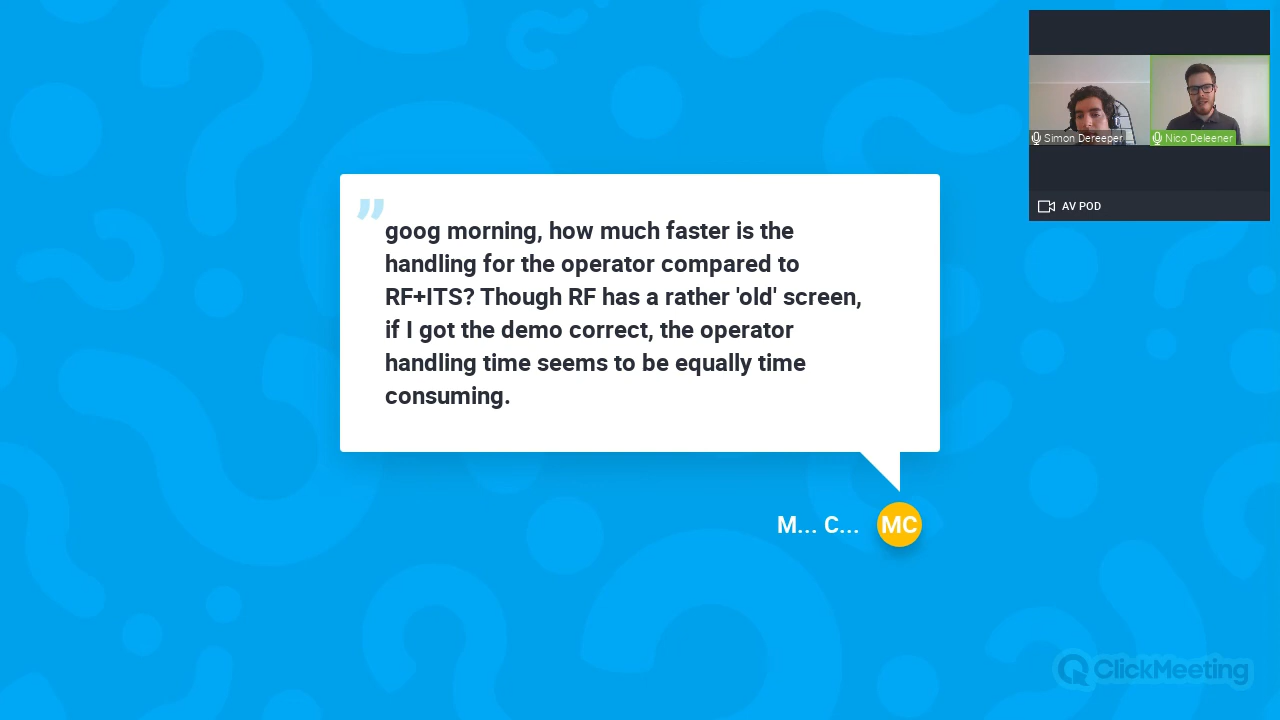 goog morning, how much faster is the
handling for the operator compared to
RF+ITS? Though RF has a rather 'old' screen,
if I got the demo correct, the operator
handling time seems to be equally time
consuming.
M... C...
MC
Simon Dereeper
Nico Deleener
AV POD
ClickMeeting